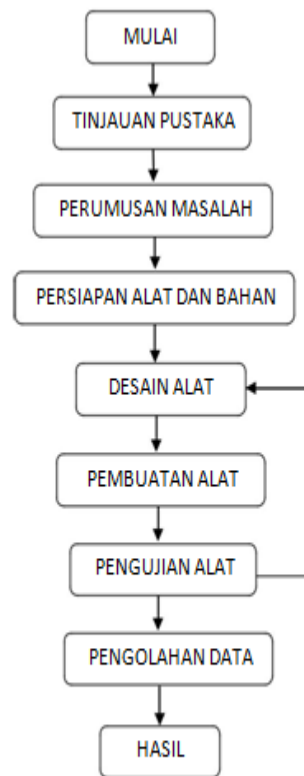 MULAI
TINJAUAN PUSTAKA
PERUMUSAN MASALAH
PERSIAPAN ALAT DAN BAHAN
DESAIN ALAT
PEMBUATAN ALAT
PENGUJIAN ALAT
PENGOLAHAN DATA
HASIL